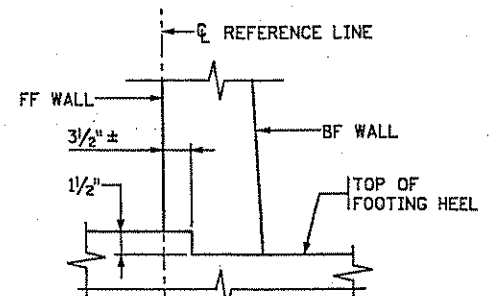 ℄ REFERENCE LINE
FF WALL
3½" ±
BF WALL
1½"
TOP OF
FOOTING HEEL